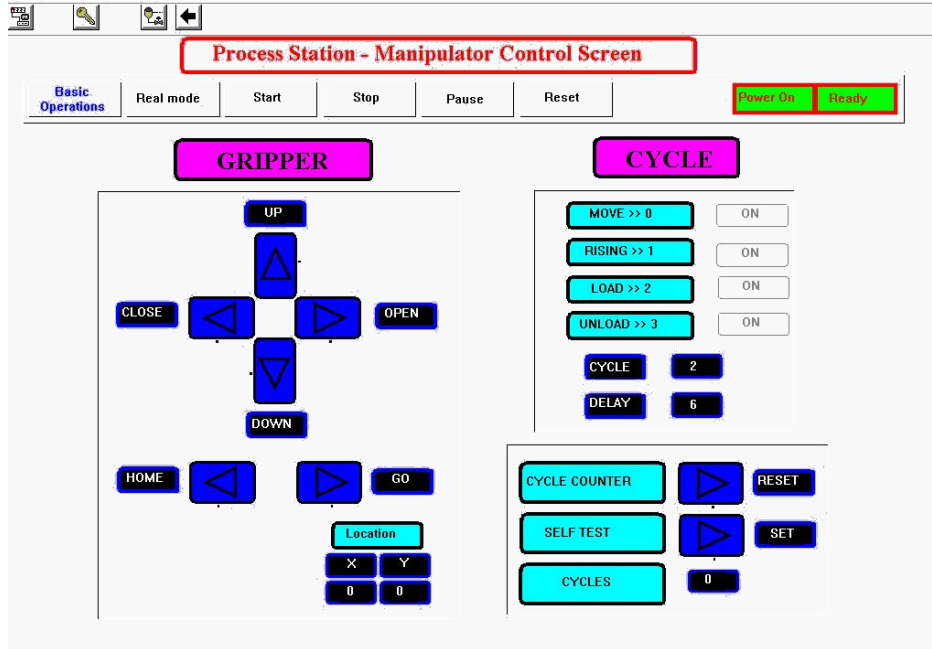 Process Station - Manipulator Control Screen
Basic
Operations
Real mode
Start
Stop
Pause
Reset
Power On
Ready
GRIPPER
UP
CLOSE
OPEN
DOWN
HOME
GO
Location
X Y
0 0
CYCLE
MOVE >> 0 ON
RISING >> 1 ON
LOAD >> 2 ON
UNLOAD >> 3 ON
CYCLE 2
DELAY 6
CYCLE COUNTER RESET
SELF TEST SET
CYCLES 0